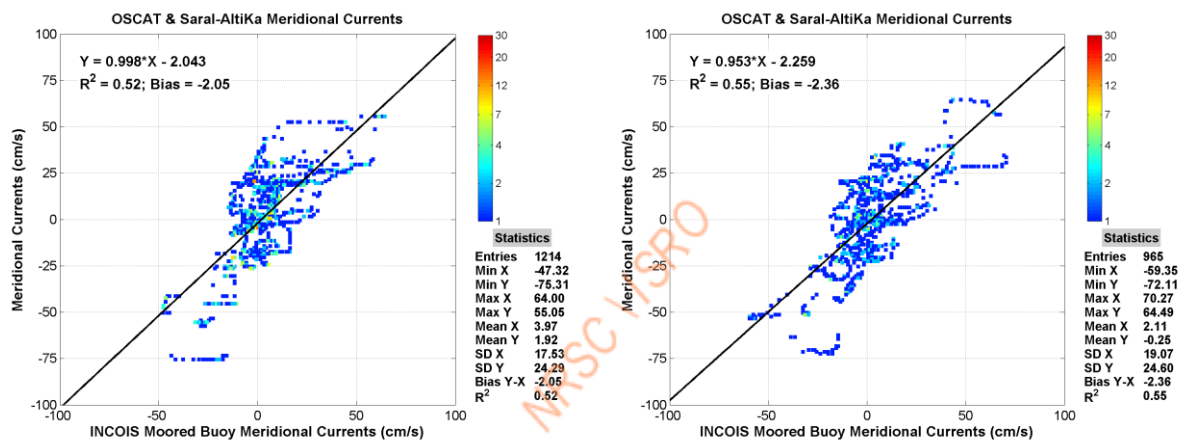 OSCAT & Saral-AltiKa Meridional Currents
Y = 0.998*X - 2.043
R² = 0.52; Bias = -2.05
Meridional Currents (cm/s)
100
75
50
25
0
-25
-50
-75
-100
-100 -50 0 50 100
INCOIS Moored Buoy Meridional Currents (cm/s)
30
20
12
7
4
2
1
Statistics
Entries 1214
Min X -47.32
Min Y -75.31
Max X 64.00
Max Y 55.05
Mean X 3.97
Mean Y 1.92
SD X 17.53
SD Y 24.29
Bias Y-X -2.05
R² 0.52
OSCAT & Saral-AltiKa Meridional Currents
Y = 0.953*X - 2.259
R² = 0.55; Bias = -2.36
Meridional Currents (cm/s)
100
75
50
25
0
-25
-50
-75
-100
-100 -50 0 50 100
INCOIS Moored Buoy Meridional Currents (cm/s)
30
20
12
7
4
2
1
Statistics
Entries 965
Min X -59.35
Min Y -72.11
Max X 70.27
Max Y 64.49
Mean X 2.11
Mean Y -0.25
SD X 19.07
SD Y 24.60
Bias Y-X -2.36
R² 0.55
NRSC / ISRO